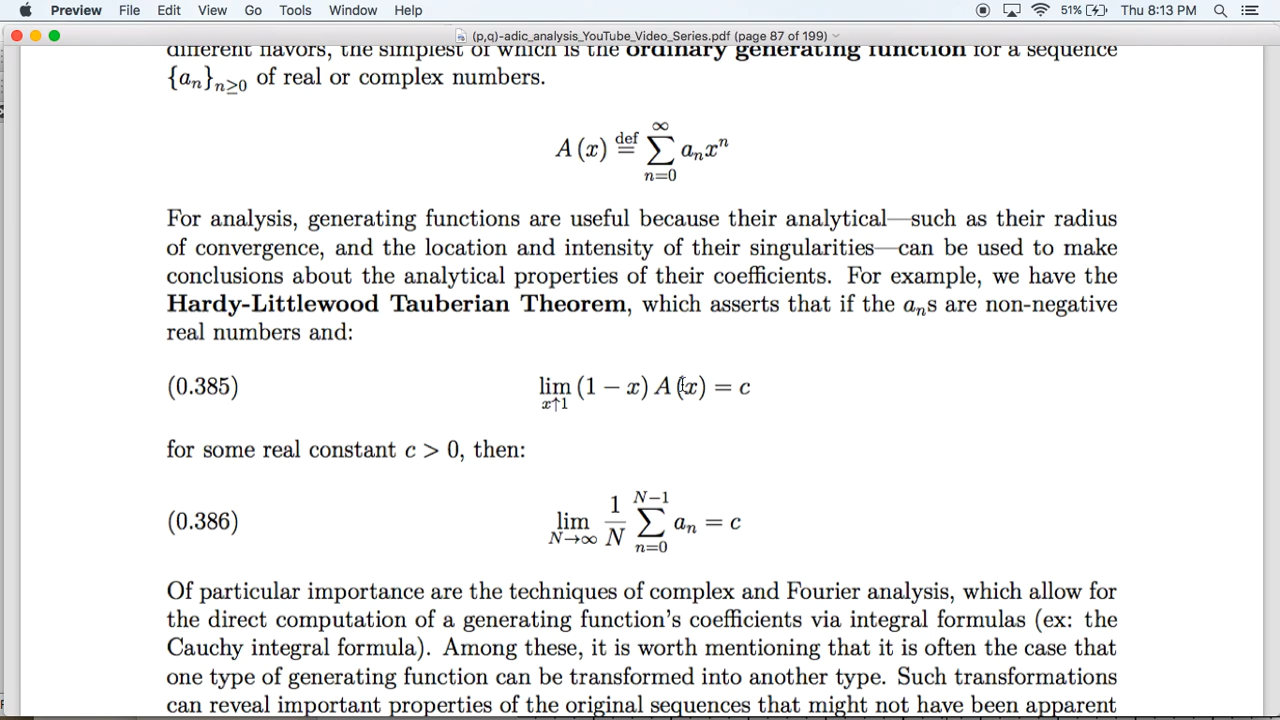 Preview File Edit View Go Tools Window Help 51% Thu 8:13 PM
(p,q)-adic_analysis_YouTube_Video_Series.pdf (page 87 of 199)
different flavors, the simplest of which is the ordinary generating function for a sequence
{a_n}_{n≥0} of real or complex numbers.
A (x) \overset{def}{=} \sum_{n=0}^{∞} a_n x^n
For analysis, generating functions are useful because their analytical—such as their radius
of convergence, and the location and intensity of their singularities—can be used to make
conclusions about the analytical properties of their coefficients. For example, we have the
Hardy-Littlewood Tauberian Theorem, which asserts that if the a_ns are non-negative
real numbers and:
(0.385) \lim_{x↑1} (1 − x) A (x) = c
for some real constant c > 0, then:
(0.386) \lim_{N→∞} \frac{1}{N} \sum_{n=0}^{N−1} a_n = c
Of particular importance are the techniques of complex and Fourier analysis, which allow for
the direct computation of a generating function's coefficients via integral formulas (ex: the
Cauchy integral formula). Among these, it is worth mentioning that it is often the case that
one type of generating function can be transformed into another type. Such transformations
can reveal important properties of the original sequences that might not have been apparent